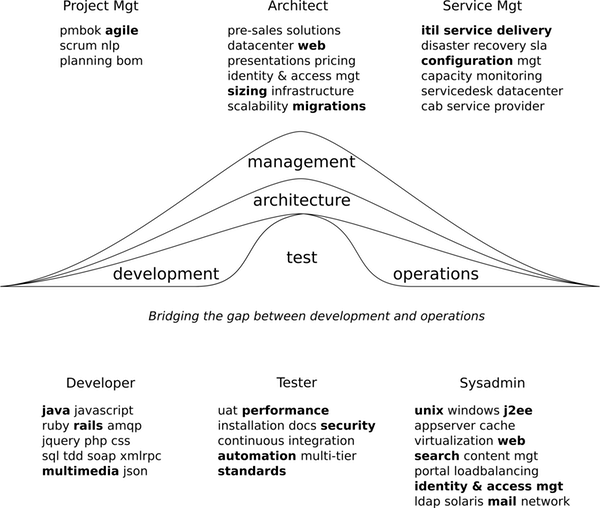 Project Mgt
pmbok agile
scrum nlp
planning bom
Architect
pre-sales solutions
datacenter web
presentations pricing
identity & access mgt
sizing infrastructure
scalability migrations
Service Mgt
itil service delivery
disaster recovery sla
configuration mgt
capacity monitoring
servicedesk datacenter
cab service provider
management
architecture
test
development
operations
Bridging the gap between development and operations
Developer
java javascript
ruby rails amqp
jquery php css
sql tdd soap xmlrpc
multimedia json
Tester
uat performance
installation docs security
continuous integration
automation multi-tier
standards
Sysadmin
unix windows j2ee
appserver cache
virtualization web
search content mgt
portal loadbalancing
identity & access mgt
ldap solaris mail network